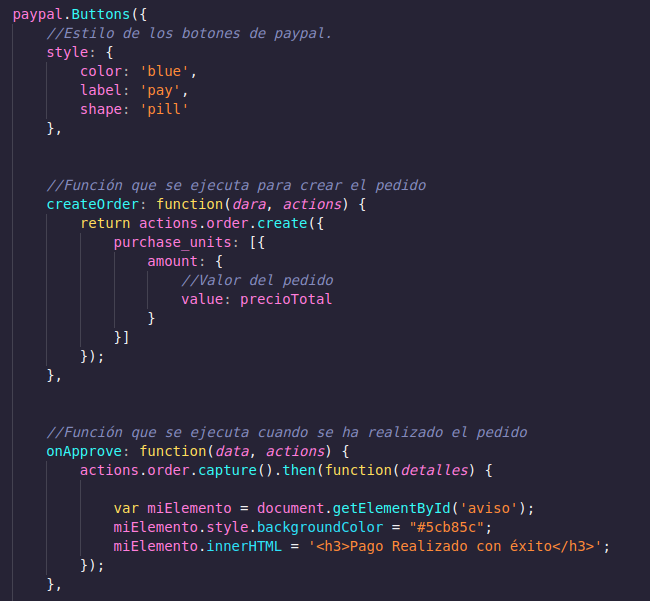 paypal.Buttons({
//Estilo de los botones de paypal.
style: {
color: 'blue',
label: 'pay',
shape: 'pill'
},
//Función que se ejecuta para crear el pedido
createOrder: function(dara, actions) {
return actions.order.create({
purchase_units: [{
amount: {
//Valor del pedido
value: precioTotal
}
}]
});
},
//Función que se ejecuta cuando se ha realizado el pedido
onApprove: function(data, actions) {
actions.order.capture().then(function(detalles) {
var miElemento = document.getElementById('aviso');
miElemento.style.backgroundColor = "#5cb85c";
miElemento.innerHTML = '<h3>Pago Realizado con éxito</h3>';
});
},